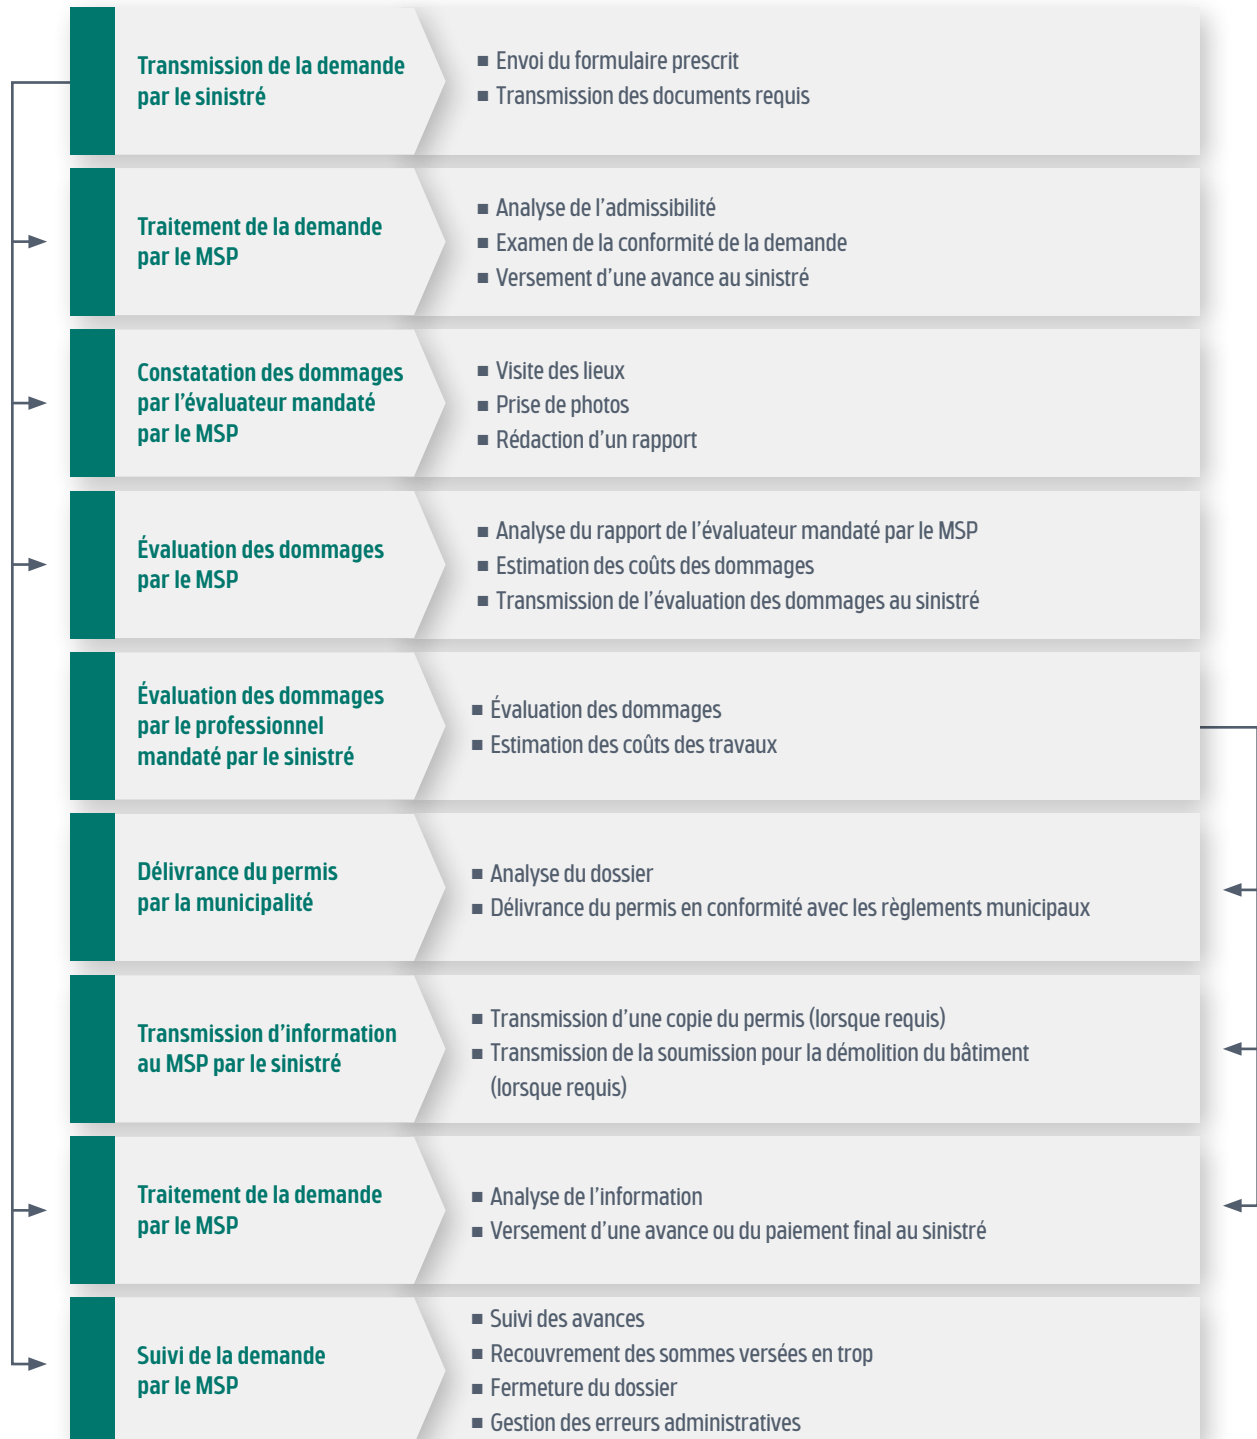 Transmission de la demande
par le sinistré
■ Envoi du formulaire prescrit
■ Transmission des documents requis
Traitement de la demande
par le MSP
■ Analyse de l’admissibilité
■ Examen de la conformité de la demande
■ Versement d’une avance au sinistré
Constatation des dommages
par l’évaluateur mandaté
par le MSP
■ Visite des lieux
■ Prise de photos
■ Rédaction d’un rapport
Évaluation des dommages
par le MSP
■ Analyse du rapport de l’évaluateur mandaté par le MSP
■ Estimation des coûts des dommages
■ Transmission de l’évaluation des dommages au sinistré
Évaluation des dommages
par le professionnel
mandaté par le sinistré
■ Évaluation des dommages
■ Estimation des coûts des travaux
Délivrance du permis
par la municipalité
■ Analyse du dossier
■ Délivrance du permis en conformité avec les règlements municipaux
Transmission d’information
au MSP par le sinistré
■ Transmission d’une copie du permis (lorsque requis)
■ Transmission de la soumission pour la démolition du bâtiment
(lorsque requis)
Traitement de la demande
par le MSP
■ Analyse de l’information
■ Versement d’une avance ou du paiement final au sinistré
Suivi de la demande
par le MSP
■ Suivi des avances
■ Recouvrement des sommes versées en trop
■ Fermeture du dossier
■ Gestion des erreurs administratives